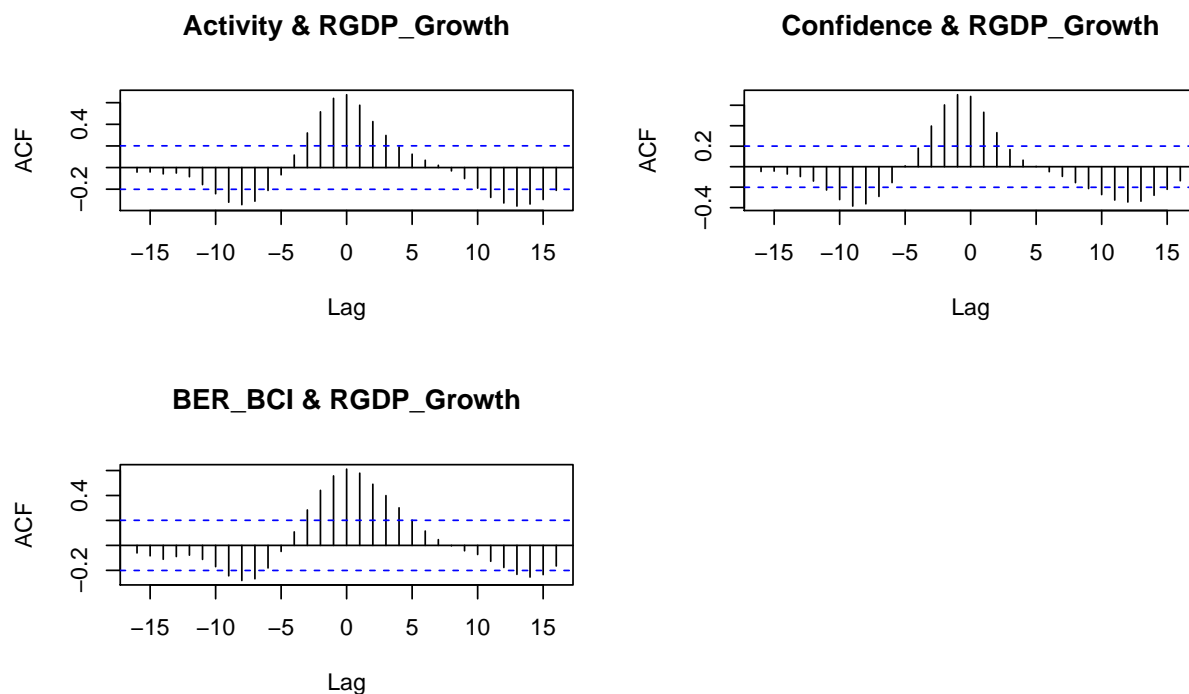 Activity & RGDP_Growth
ACF
0.4
−0.2
−15 −10 −5 0 5 10 15
Lag
Confidence & RGDP_Growth
ACF
0.2
−0.4
−15 −10 −5 0 5 10 15
Lag
BER_BCI & RGDP_Growth
ACF
0.4
−0.2
−15 −10 −5 0 5 10 15
Lag